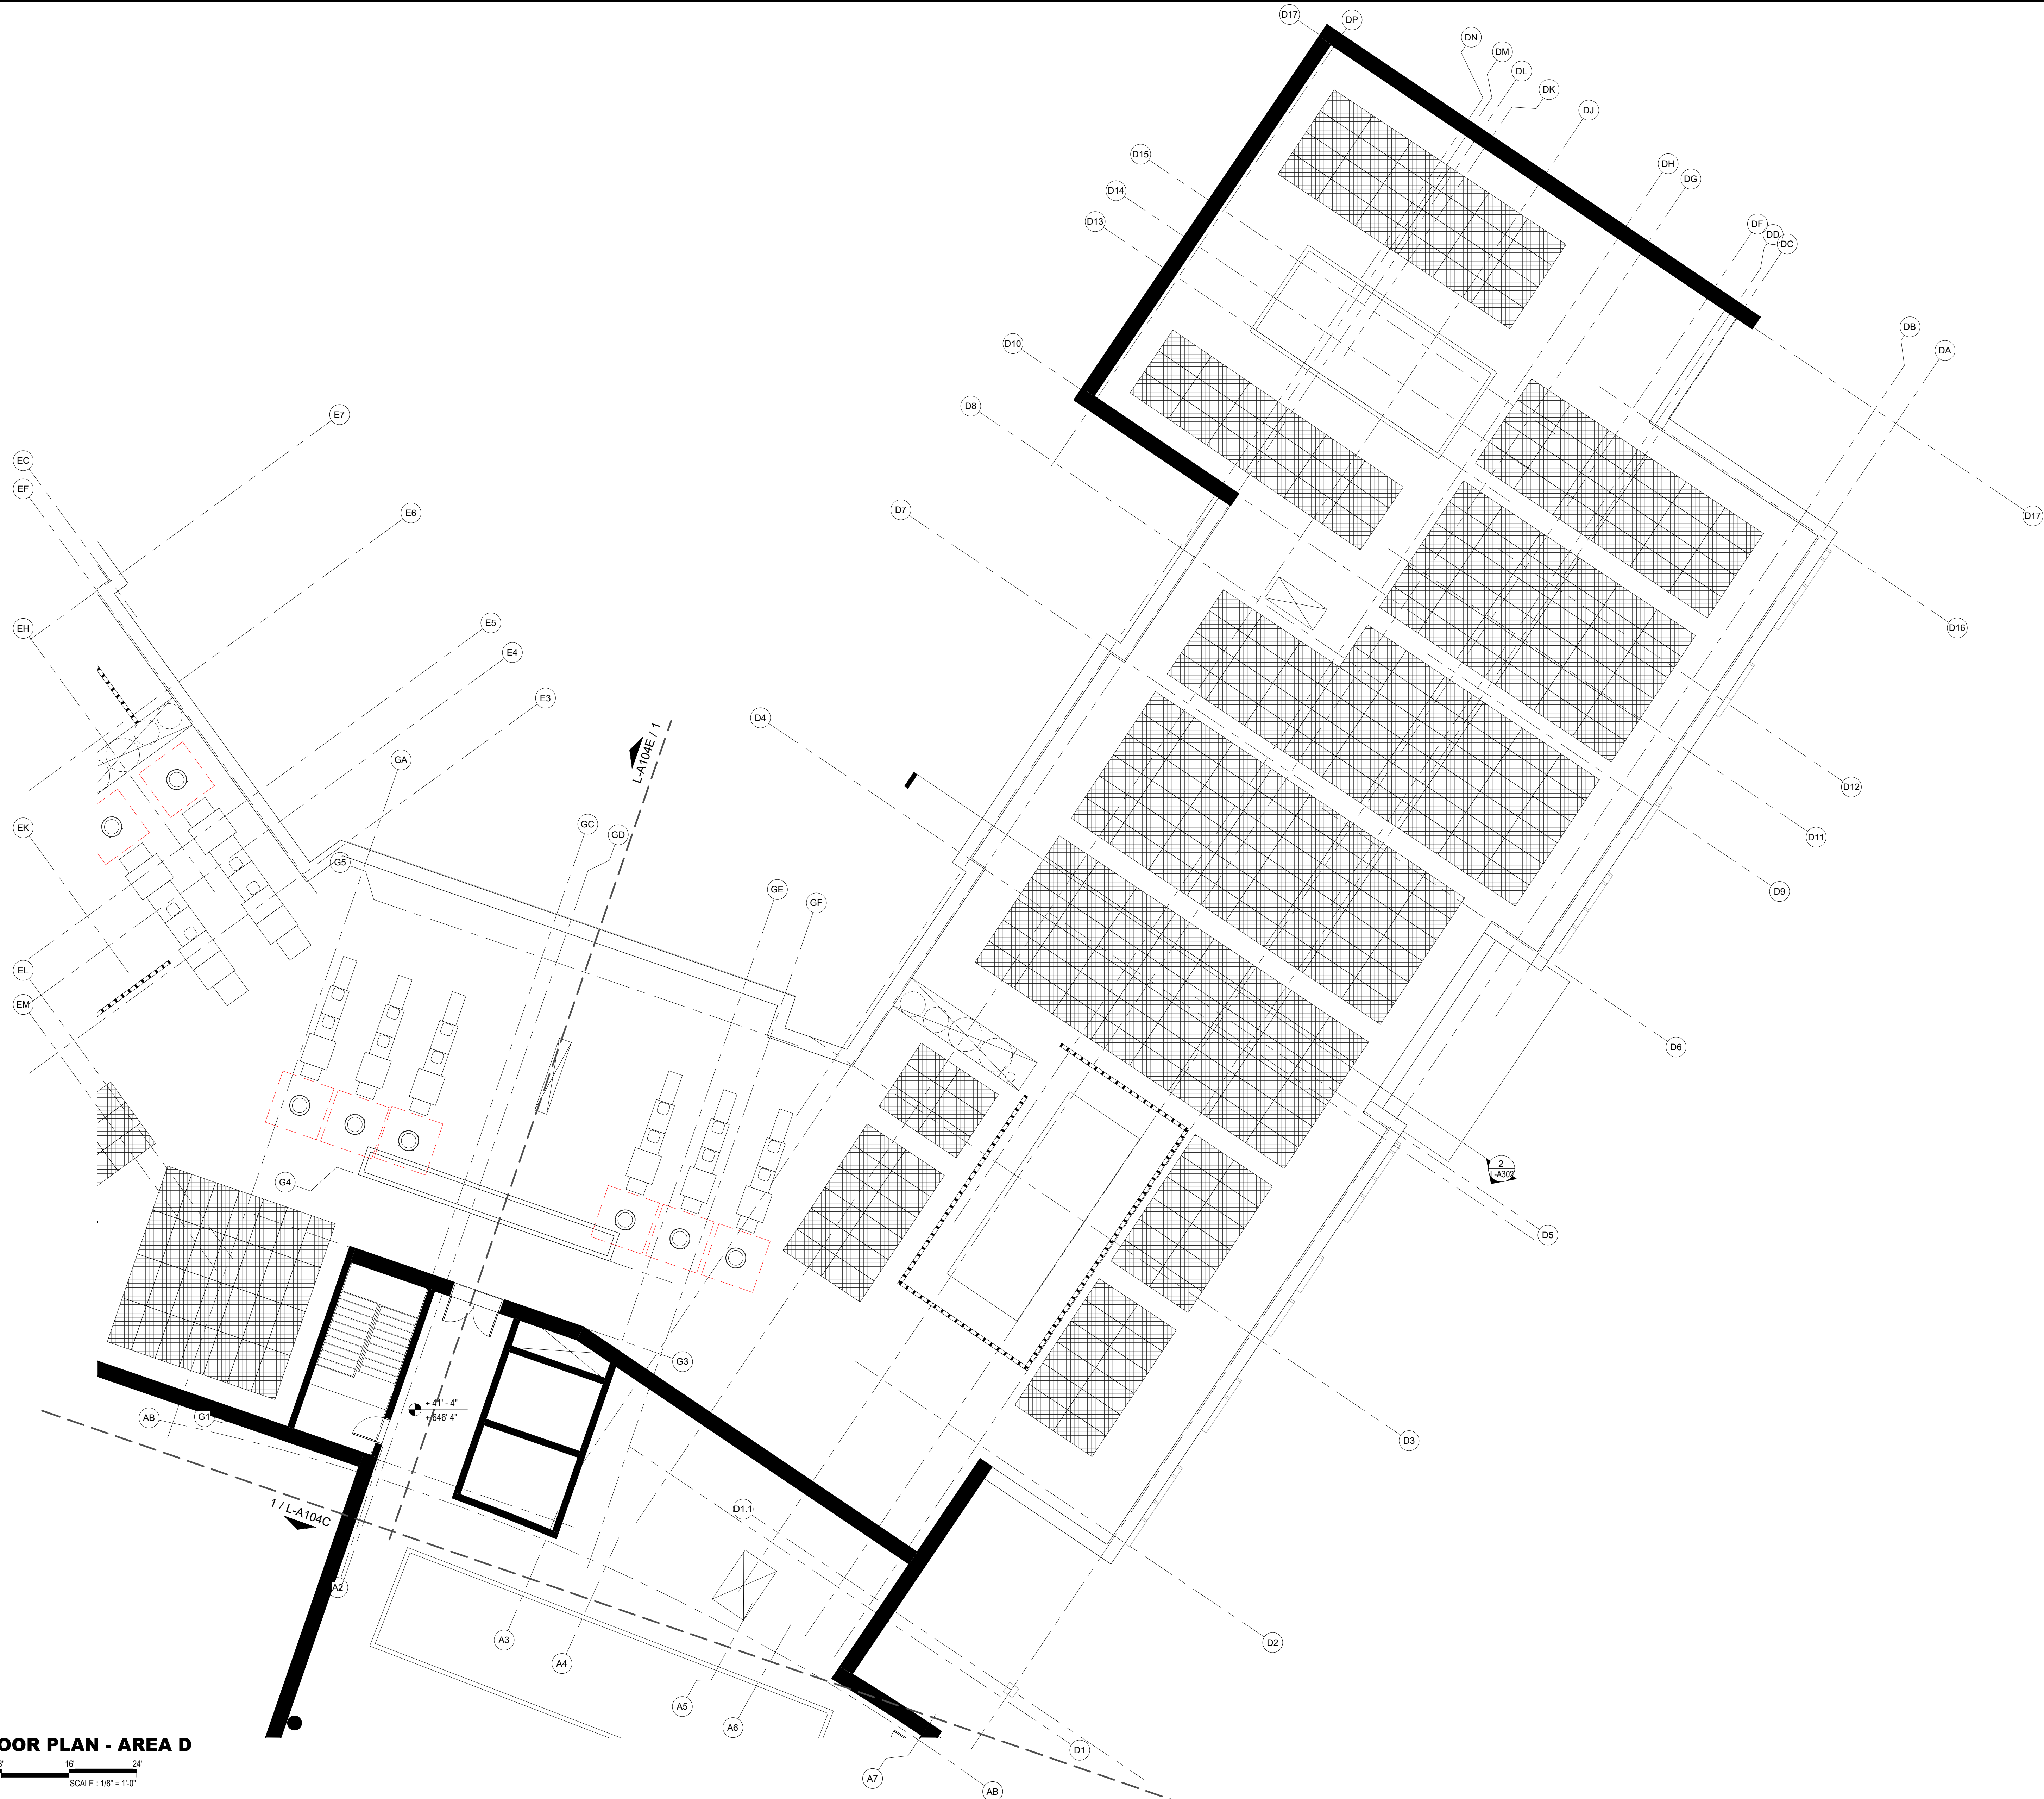 D17
DP
DN
DM
DL
DK
DJ
D15
DH
DG
D14
D13
DF
DD
DC
DB
D10
DA
D8
E7
EC
EF
D7
E6
D17
E5
EH
D16
E4
E3
D4
L-A104E / 1
GA
D12
GC
EK
GD
D11
G5
GE
D9
GF
EL
EM
D6
2
L-A302
G4
D5
G3
+ 41' - 4"
+ 646' 4"
AB
G1
D3
1 / L-A104C
D1.1
A2
A3
D2
A4
A5
A6
OOR PLAN - AREA D
D1
16'
24'
A7
SCALE : 1/8" = 1'-0"
AB